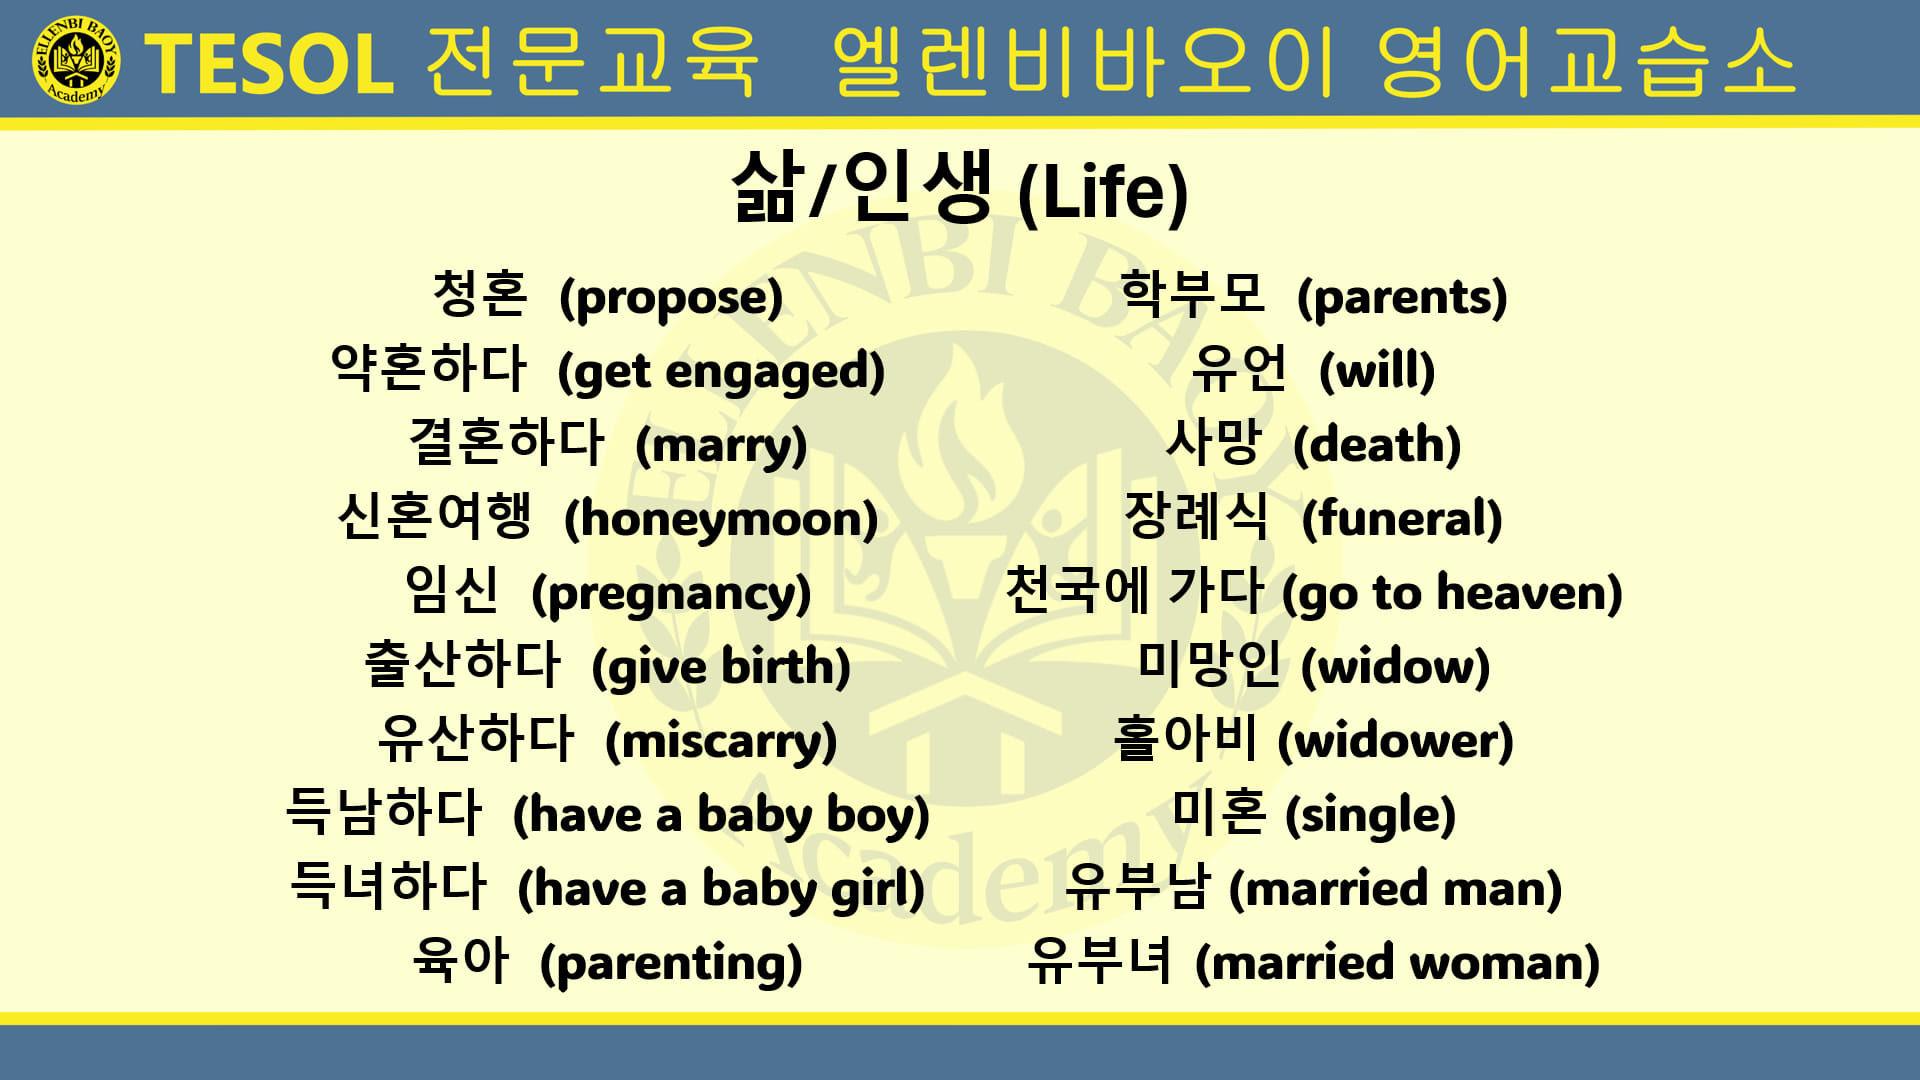 ELLENBI BAOY
Academy
TESOL 전문교육 엘렌비바오이 영어교습소
삶/인생 (Life)
청혼 (propose)
약혼하다 (get engaged)
결혼하다 (marry)
신혼여행 (honeymoon)
임신 (pregnancy)
출산하다 (give birth)
유산하다 (miscarry)
득남하다 (have a baby boy)
득녀하다 (have a baby girl)
육아 (parenting)
학부모 (parents)
유언 (will)
사망 (death)
장례식 (funeral)
천국에 가다 (go to heaven)
미망인 (widow)
홀아비 (widower)
미혼 (single)
유부남 (married man)
유부녀 (married woman)
ELLENBI BAOY
Academy